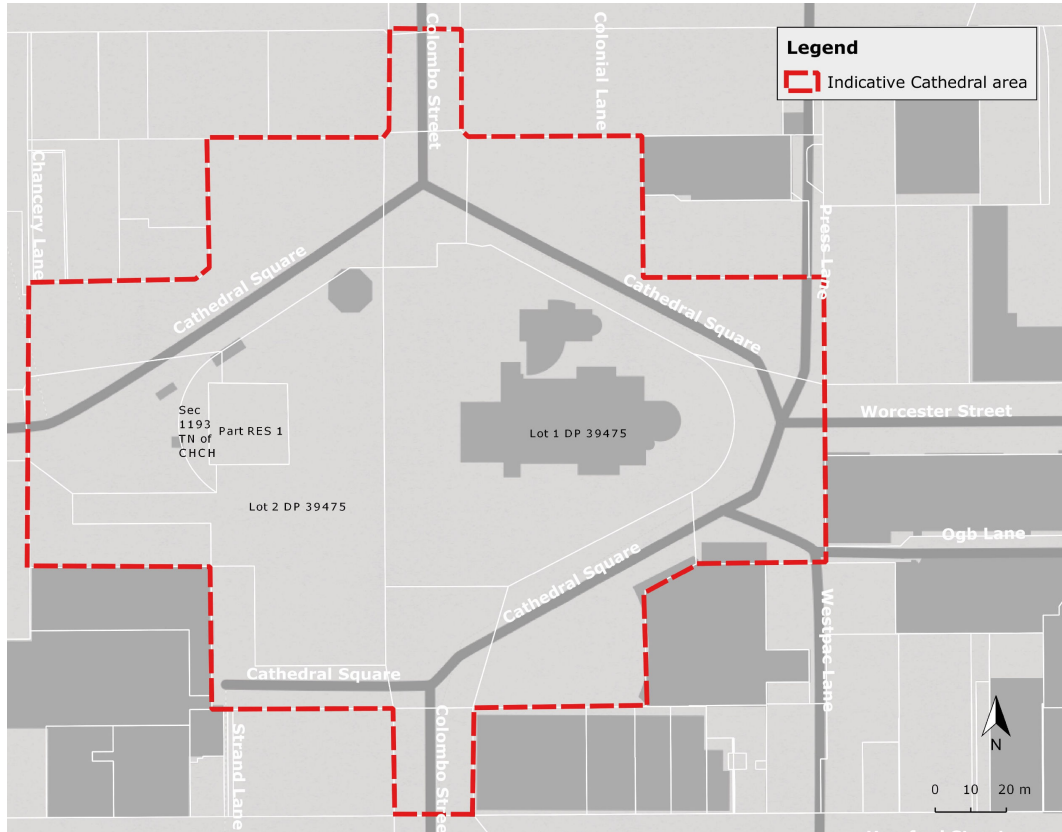 Legend
Indicative Cathedral area
Colombo Street
Colonial Lane
Chancery Lane
Press Lane
Cathedral Square
Cathedral Square
Worcester Street
Sec
1193
TN of
CHCH
Part RES 1
Lot 1 DP 39475
Lot 2 DP 39475
Ogb Lane
Cathedral Square
Westpac Lane
Cathedral Square
Strand Lane
Colombo Stree
N
0 10 20 m